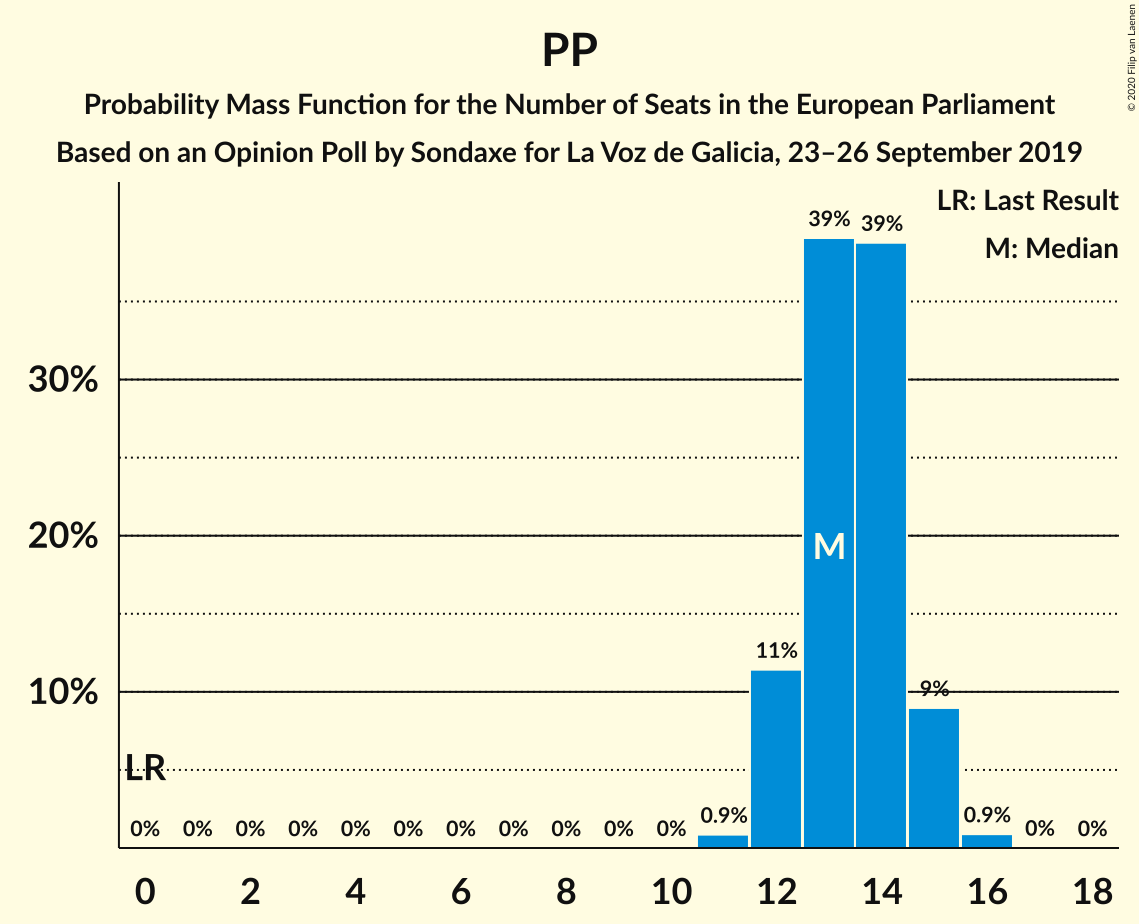 PP
Probability Mass Function for the Number of Seats in the European Parliament
Based on an Opinion Poll by Sondaxe for La Voz de Galicia, 23–26 September 2019
© 2020 Filip van Laenen
LR: Last Result
M: Median
39% 39%
30%
20%
M
11%
10%
9%
LR
0% 0% 0% 0% 0% 0% 0% 0% 0% 0% 0% 0.9% 0.9% 0% 0%
0 2 4 6 8 10 12 14 16 18